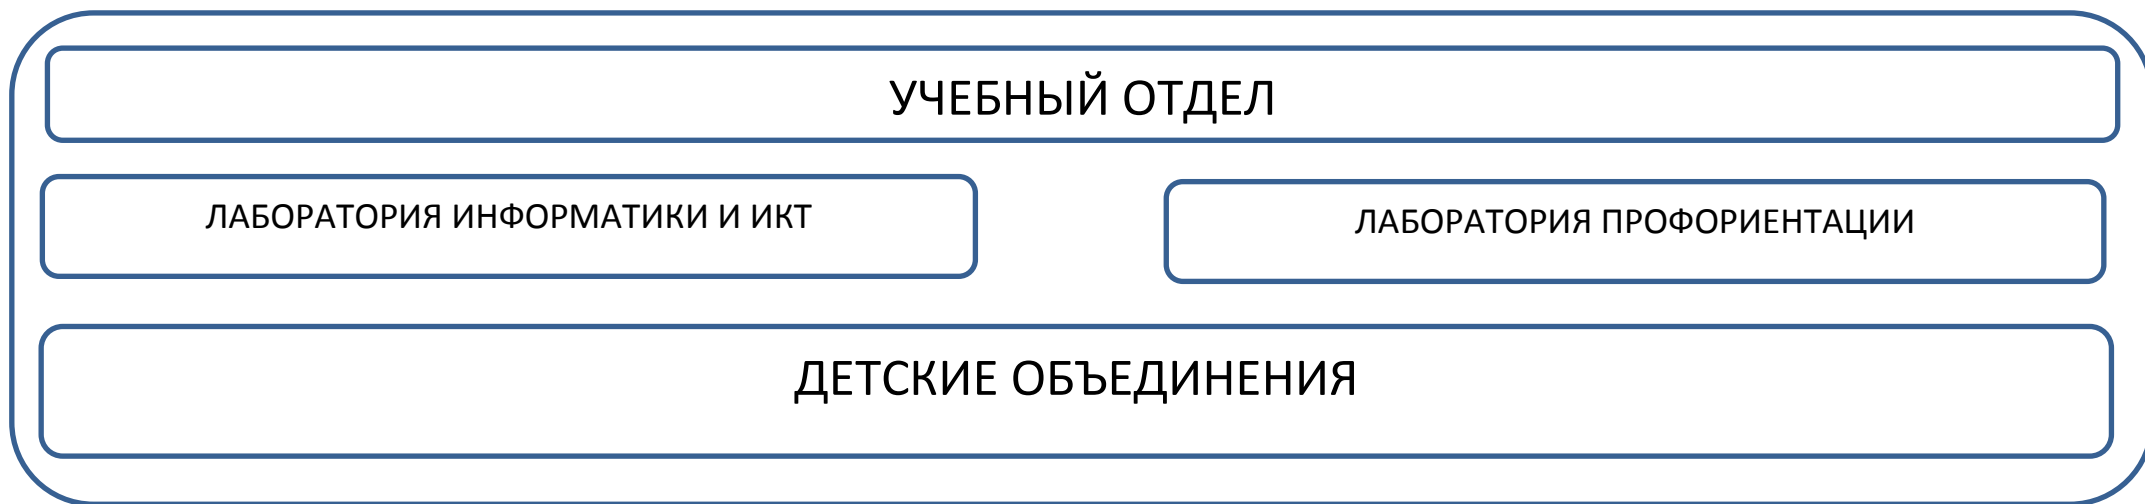 УЧЕБНЫЙ ОТДЕЛ
ЛАБОРАТОРИЯ ИНФОРМАТИКИ И ИКТ
ЛАБОРАТОРИЯ ПРОФОРИЕНТАЦИИ
ДЕТСКИЕ ОБЪЕДИНЕНИЯ